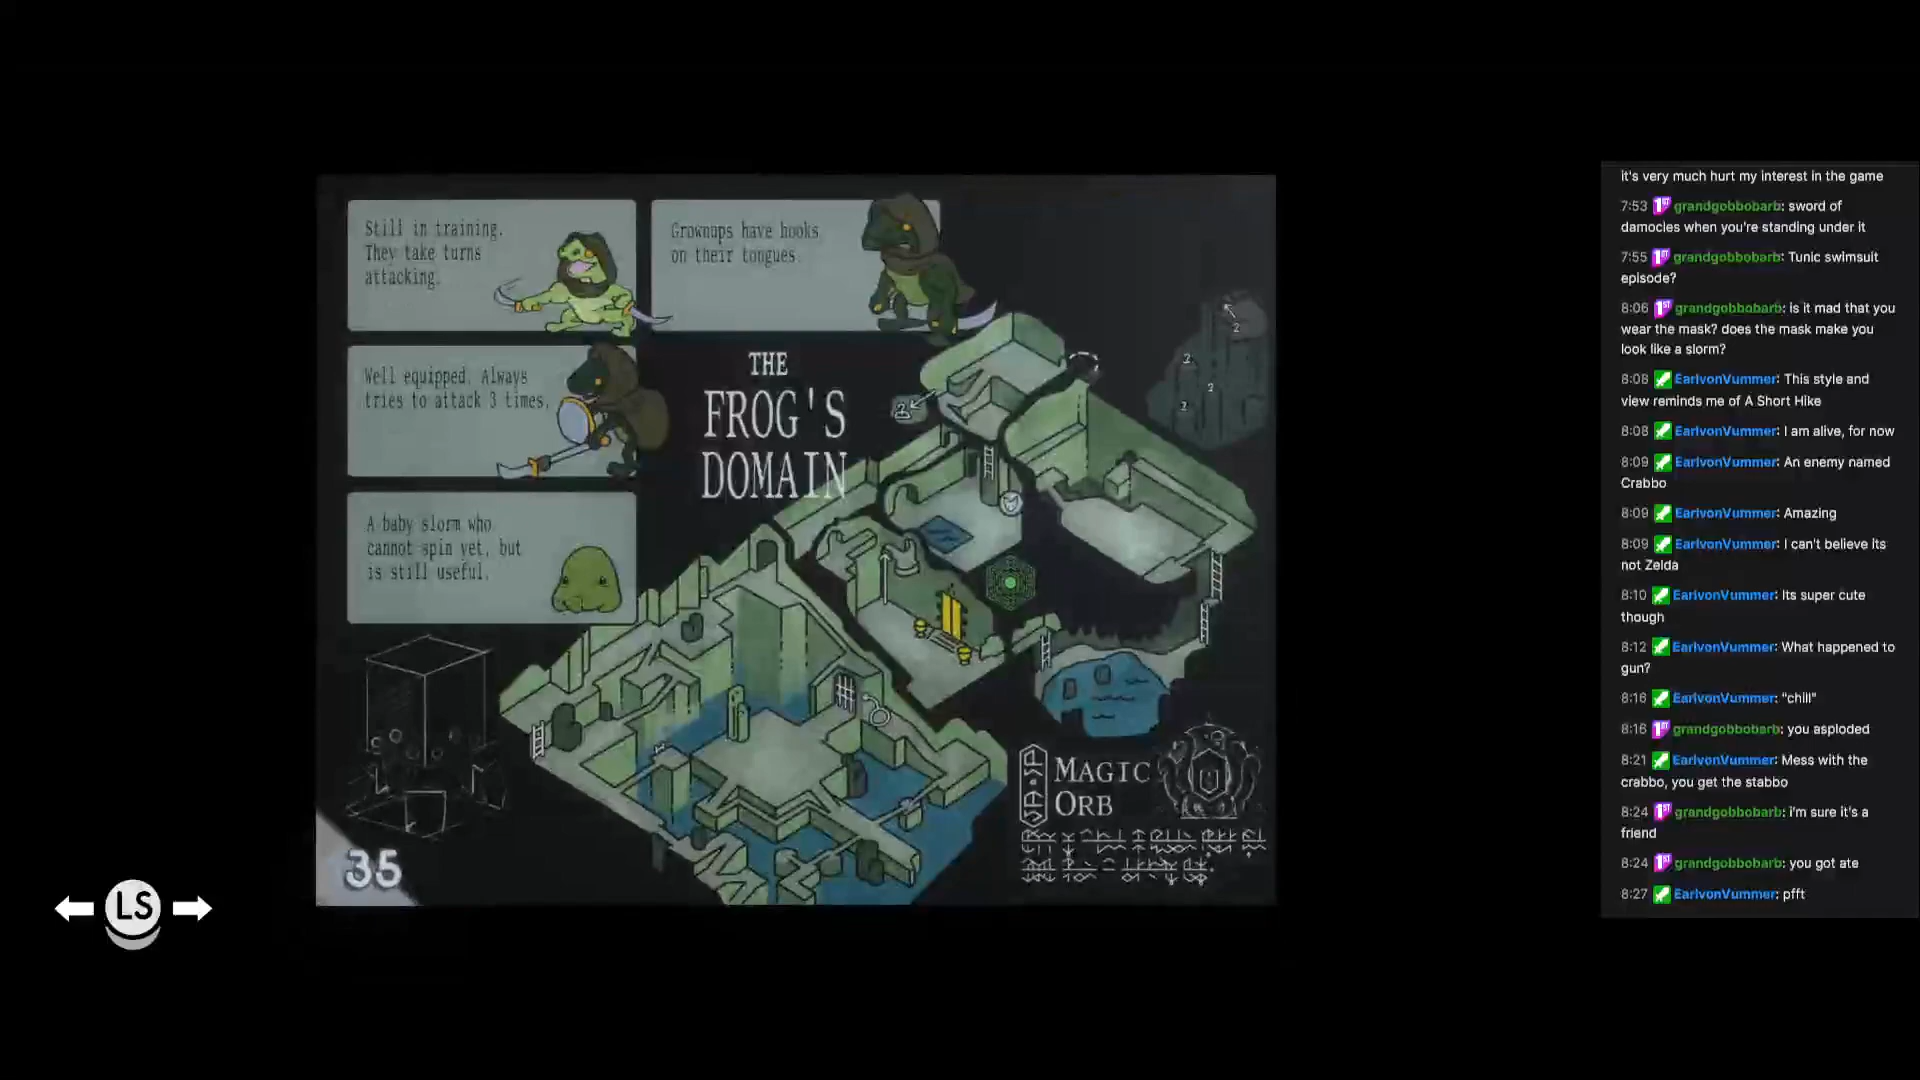 Still in training.
They take turns
attacking.
Grownups have hooks
on their tongues.
Well equipped. Always
tries to attack 3 times.
A baby slorm who
cannot spin yet, but
is still useful.
THE
FROG'S
DOMAIN
2
2
2
2
2
MAGIC
ORB
35
LS
it's very much hurt my interest in the game
7:53 grandgobbobarb: sword of
damocles when you're standing under it
7:55 grandgobbobarb: Tunic swimsuit
episode?
8:06 grandgobbobarb: is it mad that you
wear the mask? does the mask make you
look like a slorm?
8:08 EarlvonVummer: This style and
view reminds me of A Short Hike
8:08 EarlvonVummer: I am alive, for now
8:09 EarlvonVummer: An enemy named
Crabbo
8:09 EarlvonVummer: Amazing
8:09 EarlvonVummer: I can't believe its
not Zelda
8:10 EarlvonVummer: Its super cute
though
8:12 EarlvonVummer: What happened to
gun?
8:16 EarlvonVummer: "chill"
8:16 grandgobbobarb: you asploded
8:21 EarlvonVummer: Mess with the
crabbo, you get the stabbo
8:24 grandgobbobarb: i'm sure it's a
friend
8:24 grandgobbobarb: you got ate
8:27 EarlvonVummer: pfft